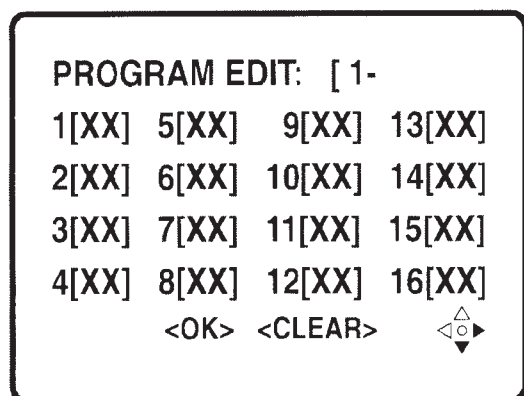 PROGRAM EDIT: [ 1-
1[XX] 5[XX] 9[XX] 13[XX]
2[XX] 6[XX] 10[XX] 14[XX]
3[XX] 7[XX] 11[XX] 15[XX]
4[XX] 8[XX] 12[XX] 16[XX]
<OK> <CLEAR>